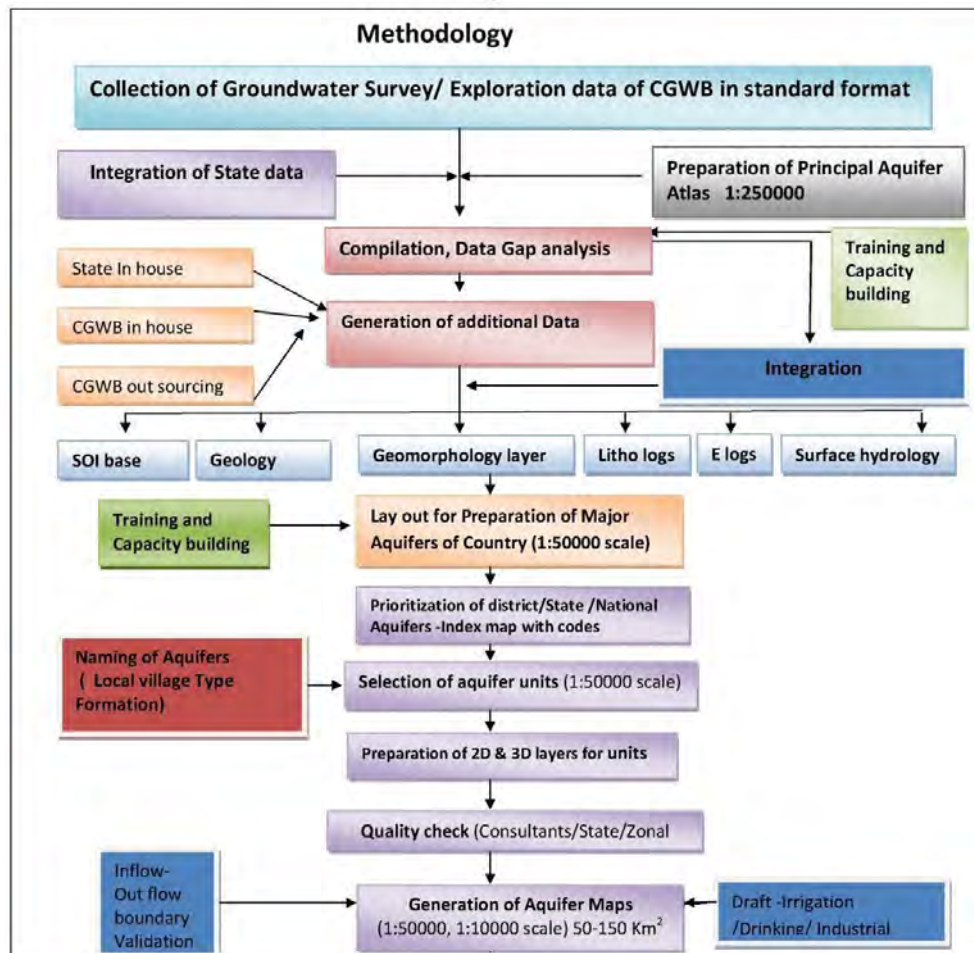 Methodology
Collection of Groundwater Survey/ Exploration data of CGWB in standard format
Integration of State data
Preparation of Principal Aquifer
Atlas 1:250000
Compilation, Data Gap analysis
Training and
Capacity
building
State In house
CGWB in house
CGWB out sourcing
Generation of additional Data
Integration
SOI base
Geology
Geomorphology layer
Litho logs
E logs
Surface hydrology
Training and
Capacity building
Lay out for Preparation of Major
Aquifers of Country (1:50000 scale)
Prioritization of district/State /National
Aquifers -Index map with codes
Naming of Aquifers
( Local village Type
Formation)
Selection of aquifer units (1:50000 scale)
Preparation of 2D & 3D layers for units
Quality check (Consultants/State/Zonal
Inflow-
Out flow
boundary
Validation
Generation of Aquifer Maps
(1:50000, 1:10000 scale) 50-150 Km²
Draft -Irrigation
/Drinking/ Industrial